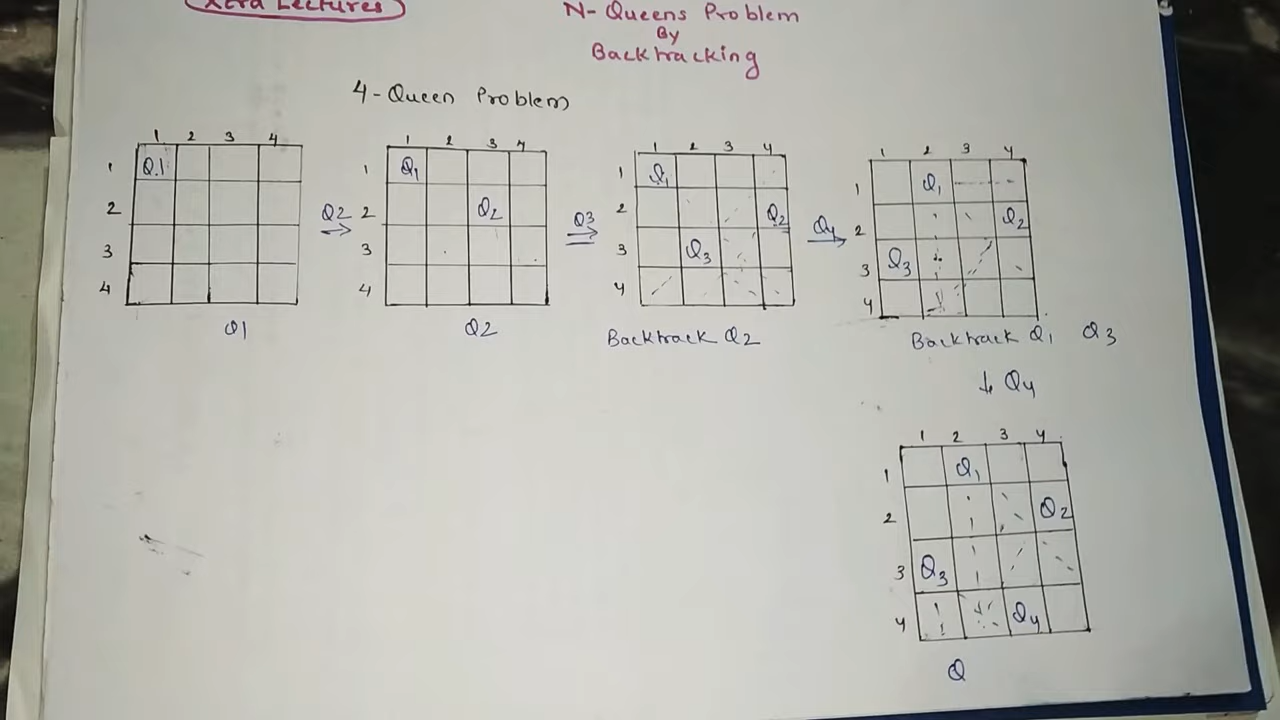 Xtra Lectures
N- Queens Problem
By
Backtracking
4-Queen Problem
1 2 3 4
1 Q.1
2
3
4
Q1
Q2
1 2 3 4
1 Q1
2 Q2
3
4
Q2
Q3
1 2 3 4
1 Q1
2 Q2
3 Q3
4
Backtrack Q2
Q4
1 2 3 4
1 Q1
2 Q2
3 Q3
4
Backtrack Q1 Q3
Q4
1 2 3 4
1 Q1
2 Q2
3 Q3
4 Q4
Q